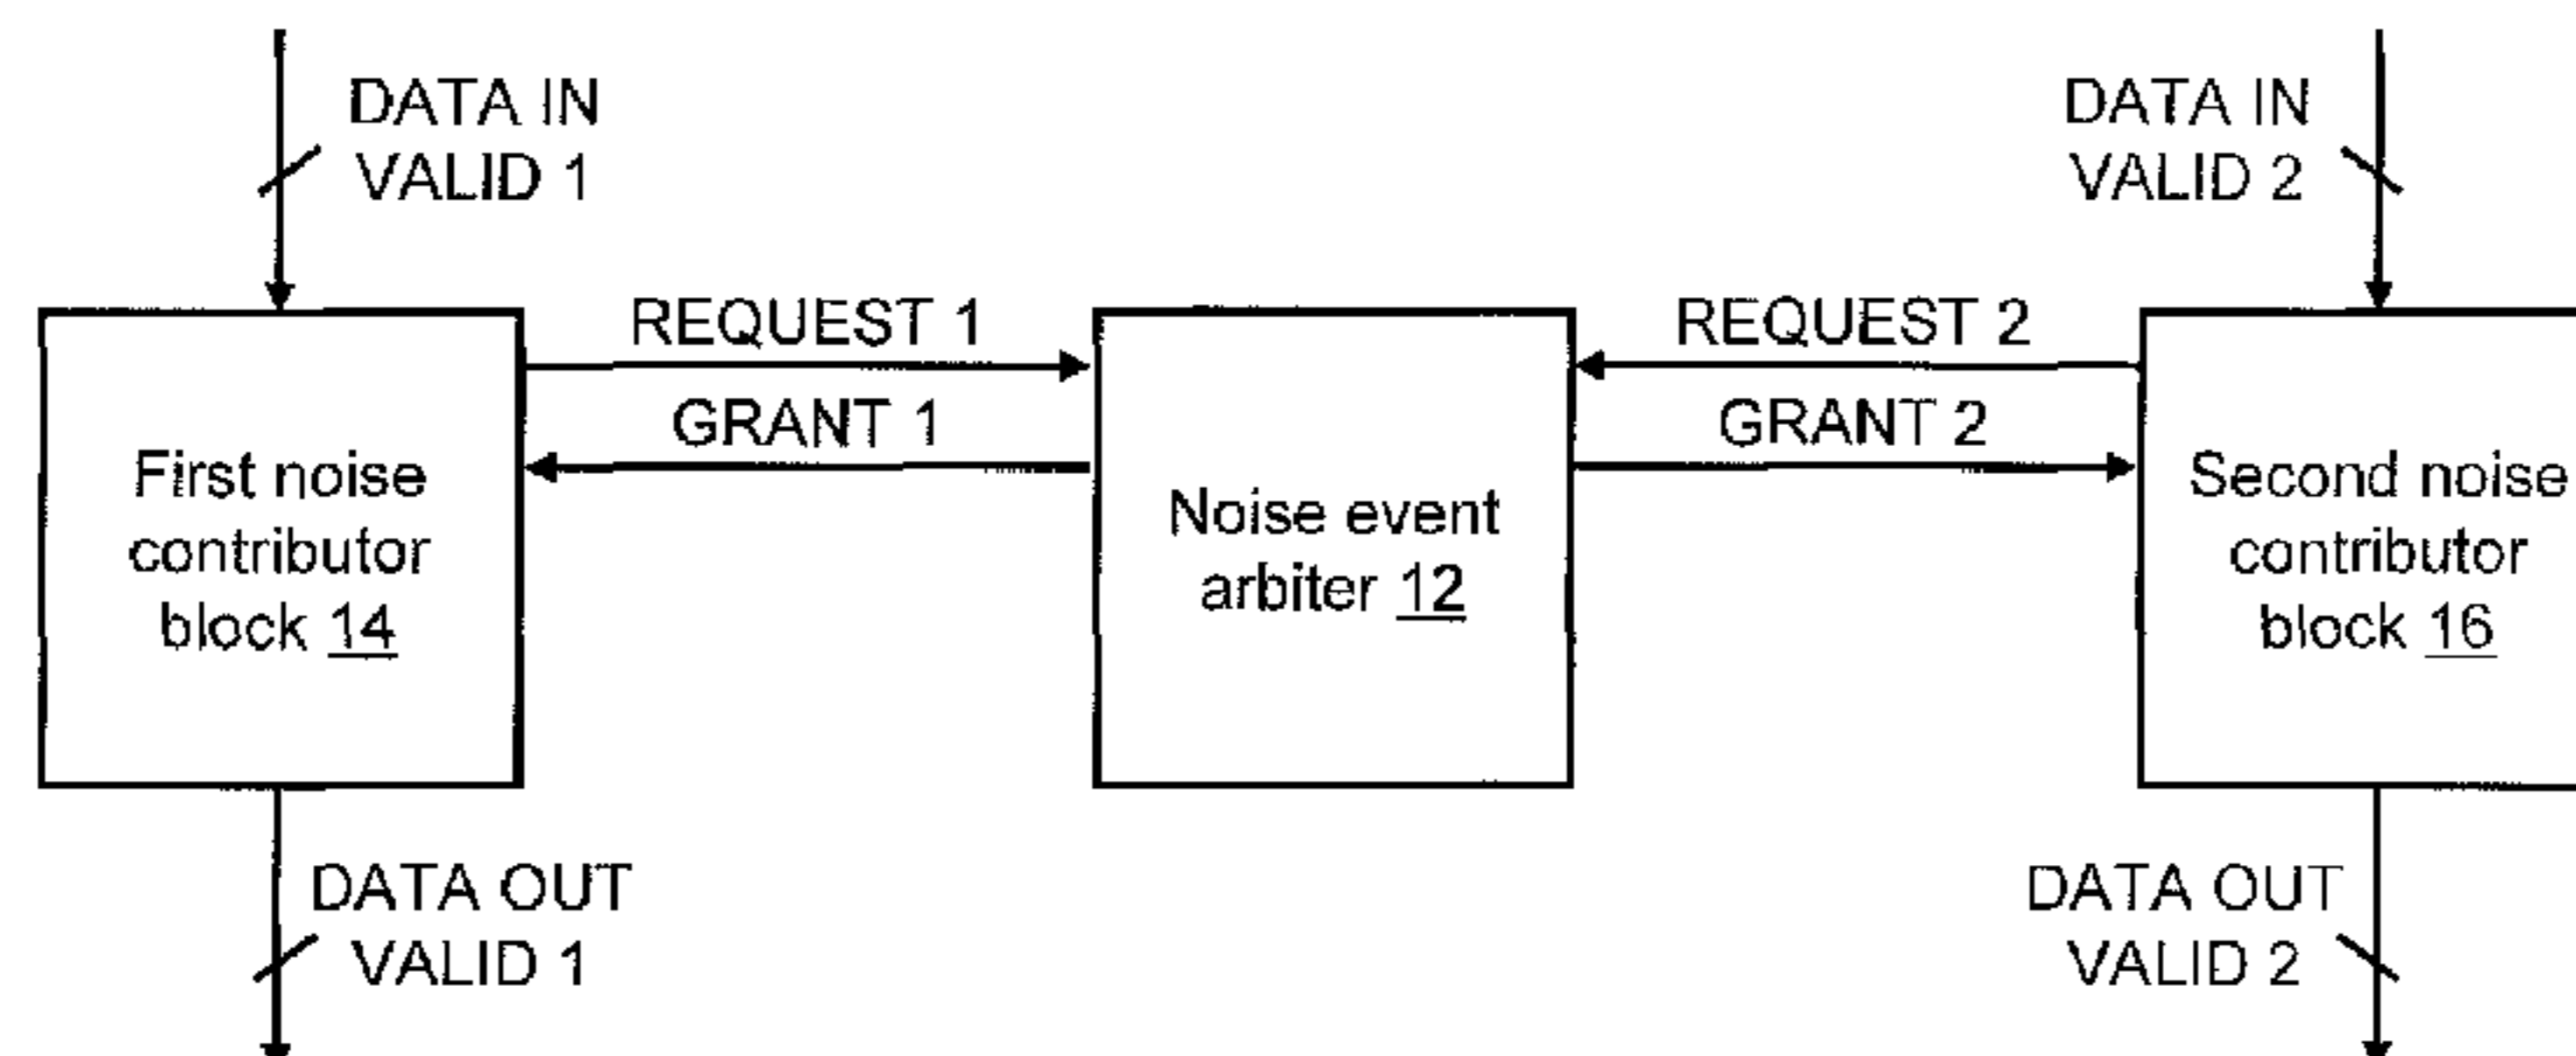 DATA IN
VALID 1
DATA IN
VALID 2
REQUEST 1
GRANT 1
REQUEST 2
GRANT 2
First noise
contributor
block 14
Noise event
arbiter 12
Second noise
contributor
block 16
DATA OUT
VALID 1
DATA OUT
VALID 2